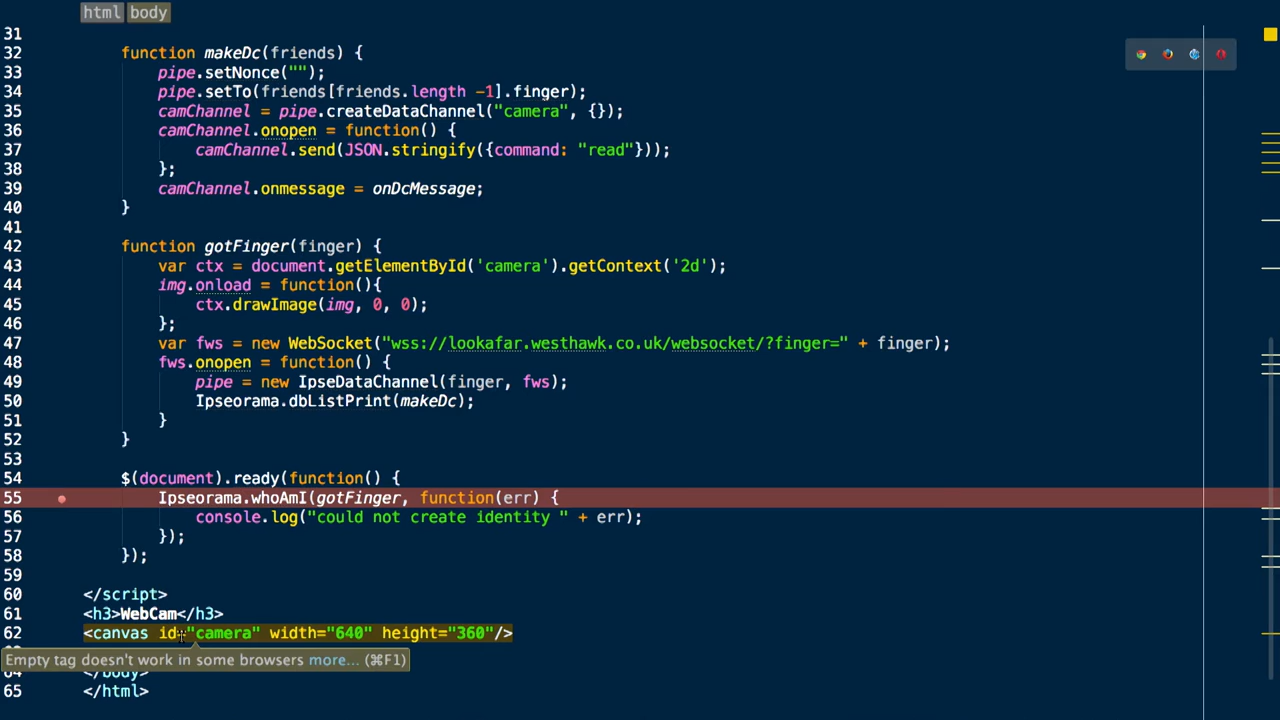 html body
31
32 function makeDc(friends) {
33 pipe.setNonce("");
34 pipe.setTo(friends[friends.length -1].finger);
35 camChannel = pipe.createDataChannel("camera", {});
36 camChannel.onopen = function() {
37 camChannel.send(JSON.stringify({command: "read"}));
38 };
39 camChannel.onmessage = onDcMessage;
40 }
41
42 function gotFinger(finger) {
43 var ctx = document.getElementById('camera').getContext('2d');
44 img.onload = function(){
45 ctx.drawImage(img, 0, 0);
46 };
47 var fws = new WebSocket("wss://lookafar.westhawk.co.uk/websocket/?finger=" + finger);
48 fws.onopen = function() {
49 pipe = new IpseDataChannel(finger, fws);
50 Ipseorama.dbListPrint(makeDc);
51 }
52 }
53
54 $(document).ready(function() {
55 Ipseorama.whoAmI(gotFinger, function(err) {
56 console.log("could not create identity " + err);
57 });
58 });
59
60 </script>
61 <h3>WebCam</h3>
62 <canvas id="camera" width="640" height="360"/>
Empty tag doesn't work in some browsers more... (⌘F1)
64 </body>
65 </html>